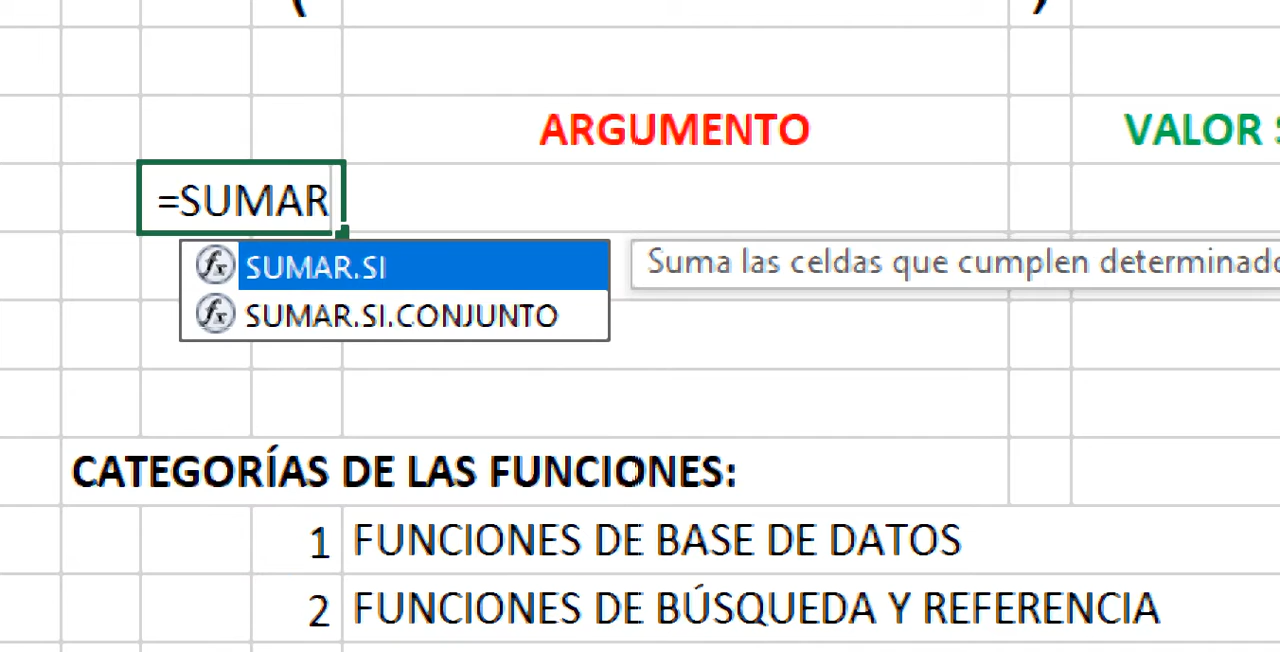 ARGUMENTO VALOR
=SUMAR
SUMAR.SI Suma las celdas que cumplen
SUMAR.SI.CONJUNTO
CATEGORÍAS DE LAS FUNCIONES:
1 FUNCIONES DE BASE DE DATOS
2 FUNCIONES DE BÚSQUEDA Y REFERENCIA